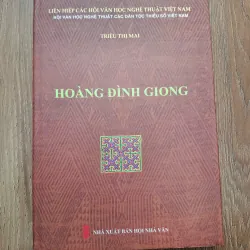 LIÊN HIỆP CÁC HỘI VĂN HỌC NGHỆ THUẬT VIỆT NAM
HỘI VĂN HỌC NGHỆ THUẬT CÁC DÂN TỘC THIỂU SỐ VIỆT NAM
TRIỀU THỊ MAI
HOÀNG ĐÌNH GIONG
NHÀ XUẤT BẢN HỘI NHÀ VĂN